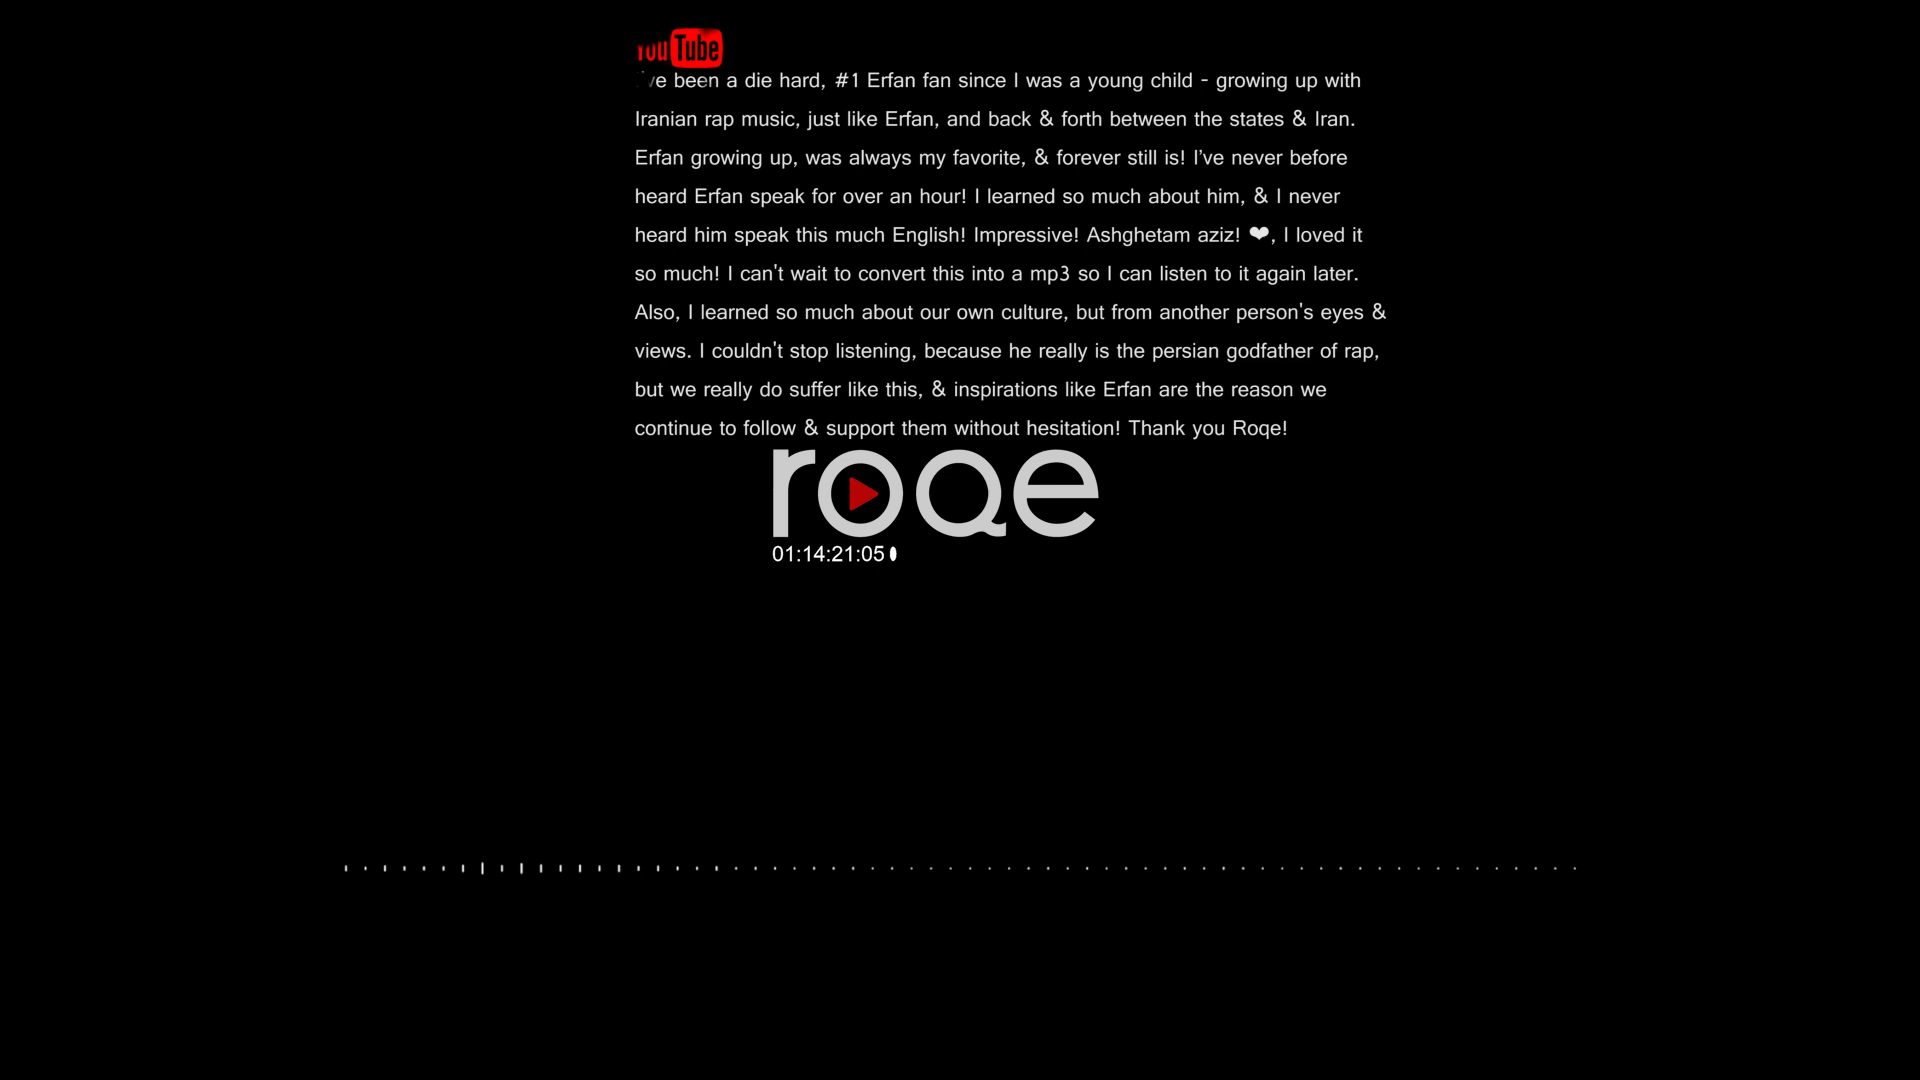 YouTube
I've been a die hard, #1 Erfan fan since I was a young child - growing up with
Iranian rap music, just like Erfan, and back & forth between the states & Iran.
Erfan growing up, was always my favorite, & forever still is! I’ve never before
heard Erfan speak for over an hour! I learned so much about him, & I never
heard him speak this much English! Impressive! Ashghetam aziz! ❤, I loved it
so much! I can't wait to convert this into a mp3 so I can listen to it again later.
Also, I learned so much about our own culture, but from another person's eyes &
views. I couldn't stop listening, because he really is the persian godfather of rap,
but we really do suffer like this, & inspirations like Erfan are the reason we
continue to follow & support them without hesitation! Thank you Roqe!
roqe
01:14:21:05